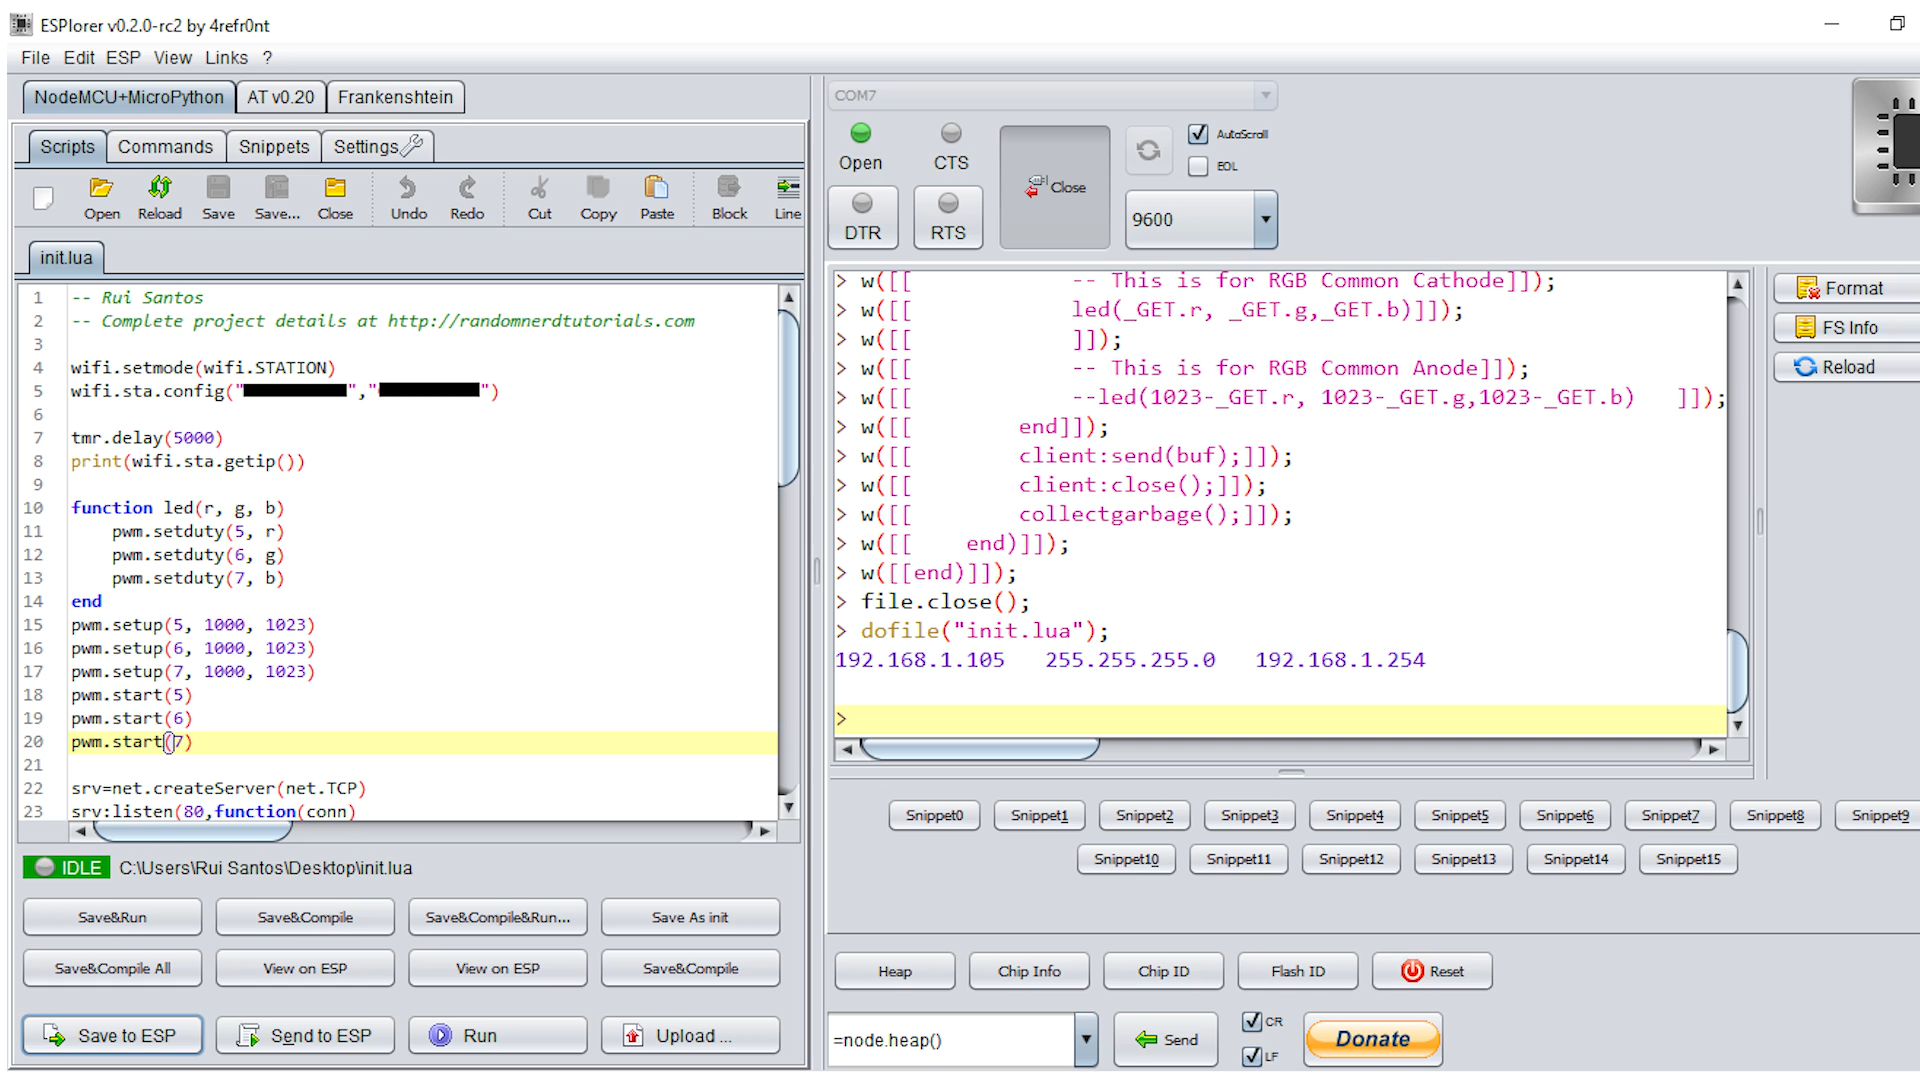 ESPlorer v0.2.0-rc2 by 4refr0nt
File Edit ESP View Links ?
NodeMCU+MicroPython AT v0.20 Frankenshtein
Scripts Commands Snippets Settings
Open Reload Save Save... Close Undo Redo Cut Copy Paste Block Line
init.lua
1 -- Rui Santos
2 -- Complete project details at http://randomnerdtutorials.com
3
4 wifi.setmode(wifi.STATION)
5 wifi.sta.config("","")
6
7 tmr.delay(5000)
8 print(wifi.sta.getip())
9
10 function led(r, g, b)
11     pwm.setduty(5, r)
12     pwm.setduty(6, g)
13     pwm.setduty(7, b)
14 end
15 pwm.setup(5, 1000, 1023)
16 pwm.setup(6, 1000, 1023)
17 pwm.setup(7, 1000, 1023)
18 pwm.start(5)
19 pwm.start(6)
20 pwm.start(7)
21
22 srv=net.createServer(net.TCP)
23 srv:listen(80,function(conn)
IDLE C:\Users\Rui Santos\Desktop\init.lua
Save&Run Save&Compile Save&Compile&Run... Save As init
Save&Compile All View on ESP View on ESP Save&Compile
Save to ESP Send to ESP Run Upload ...
COM7
Open CTS Close AutoScroll
EOL
DTR RTS 9600
> w([[            -- This is for RGB Common Cathode]]);
> w([[            led(_GET.r, _GET.g,_GET.b)]]);
> w([[            ]]);
> w([[            -- This is for RGB Common Anode]]);
> w([[            --led(1023-_GET.r, 1023-_GET.g,1023-_GET.b)   ]]);
> w([[        end]]);
> w([[        client:send(buf);]]);
> w([[        client:close();]]);
> w([[        collectgarbage();]]);
> w([[    end)]]);
> w([[end)]]);
> file.close();
> dofile("init.lua");
192.168.1.105   255.255.255.0   192.168.1.254
>
Format
FS Info
Reload
Snippet0 Snippet1 Snippet2 Snippet3 Snippet4 Snippet5 Snippet6 Snippet7 Snippet8 Snippet9
Snippet10 Snippet11 Snippet12 Snippet13 Snippet14 Snippet15
Heap Chip Info Chip ID Flash ID Reset
=node.heap() Send CR Donate
LF